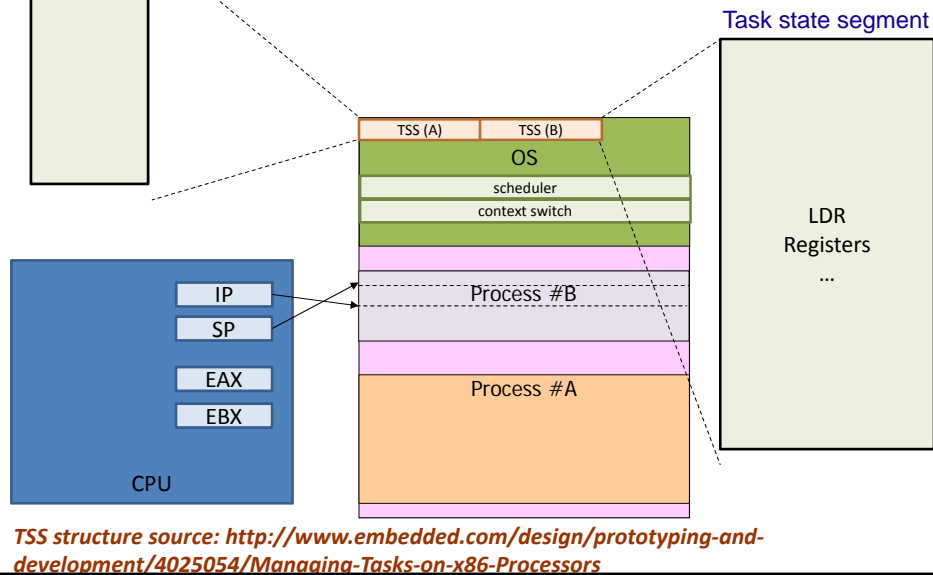 Task state segment
TSS (A)
TSS (B)
OS
scheduler
context switch
LDR
Registers
...
IP
Process #B
SP
EAX
Process #A
EBX
CPU
TSS structure source: http://www.embedded.com/design/prototyping-and-
development/4025054/Managing-Tasks-on-x86-Processors